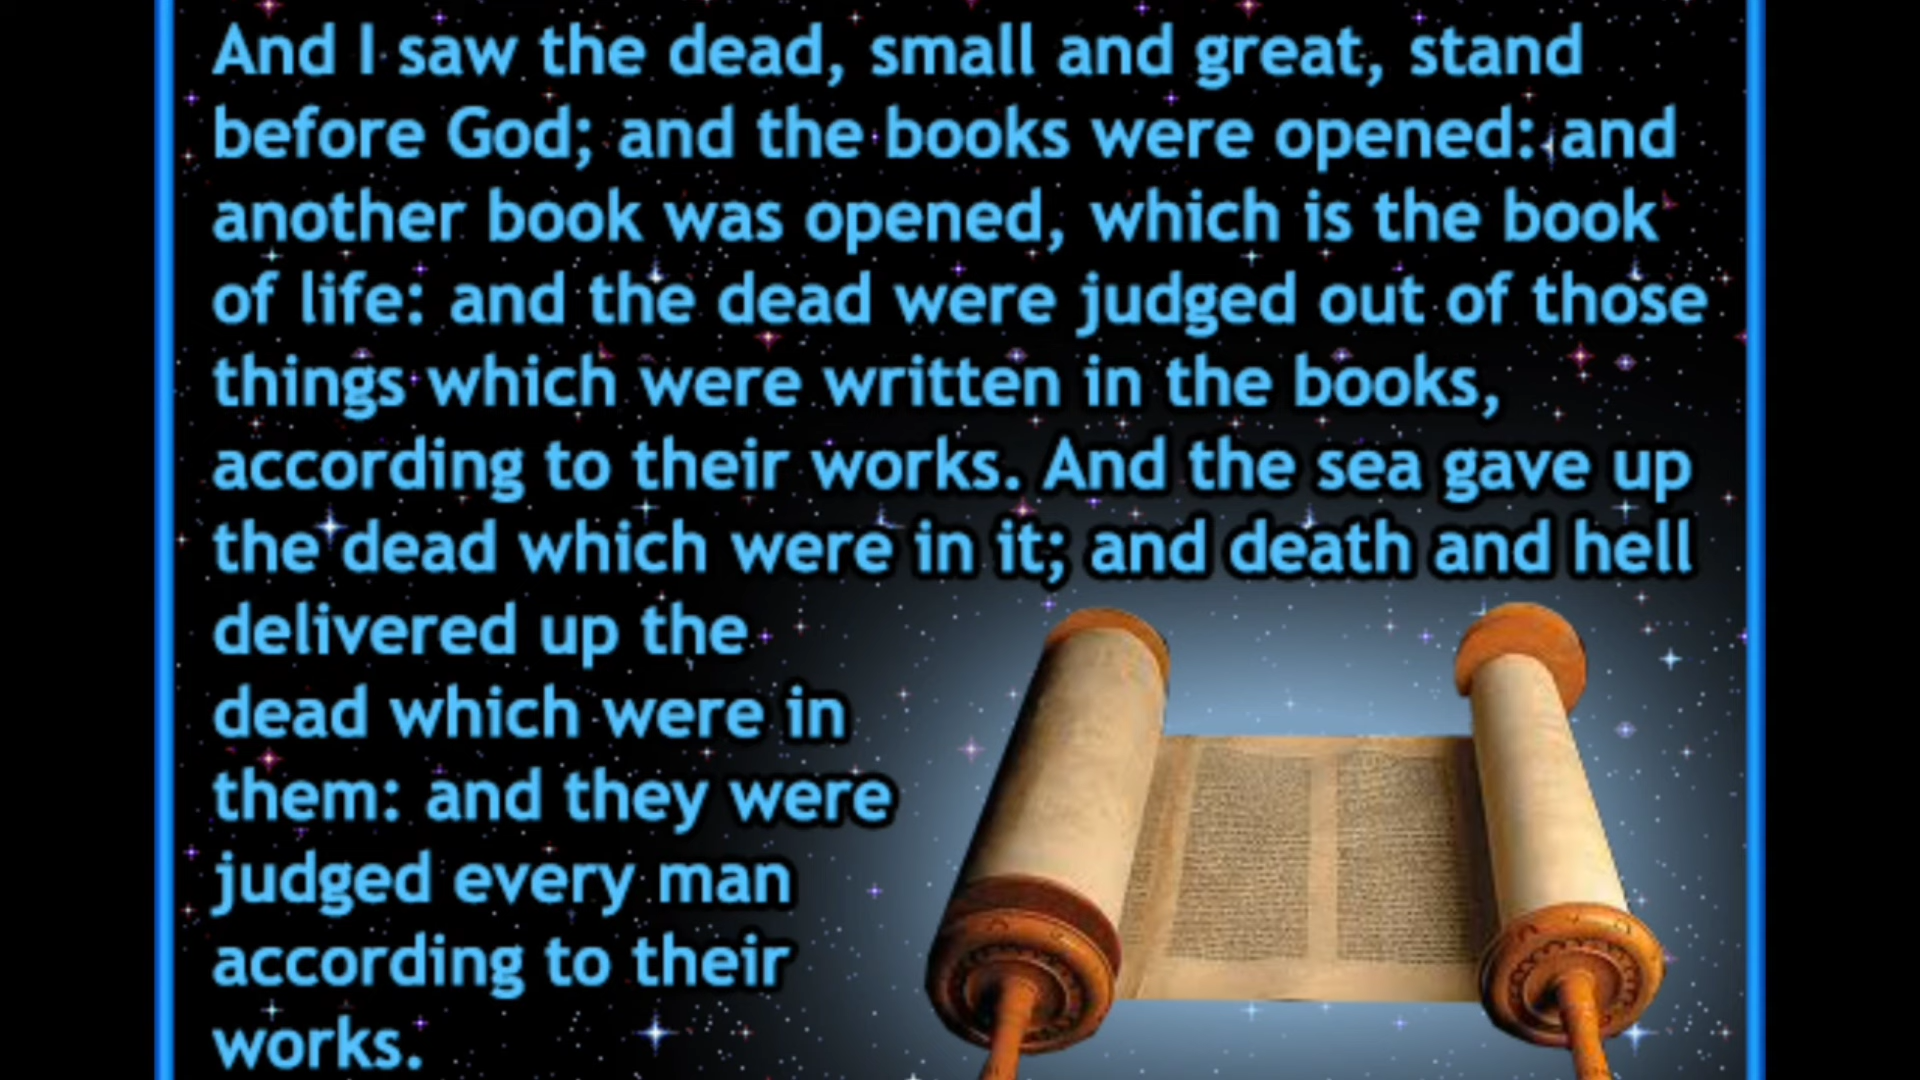 And I saw the dead, small and great, stand
before God; and the books were opened: and
another book was opened, which is the book
of life: and the dead were judged out of those
things which were written in the books,
according to their works. And the sea gave up
the dead which were in it; and death and hell
delivered up the
dead which were in
them: and they were
judged every man
according to their
works.